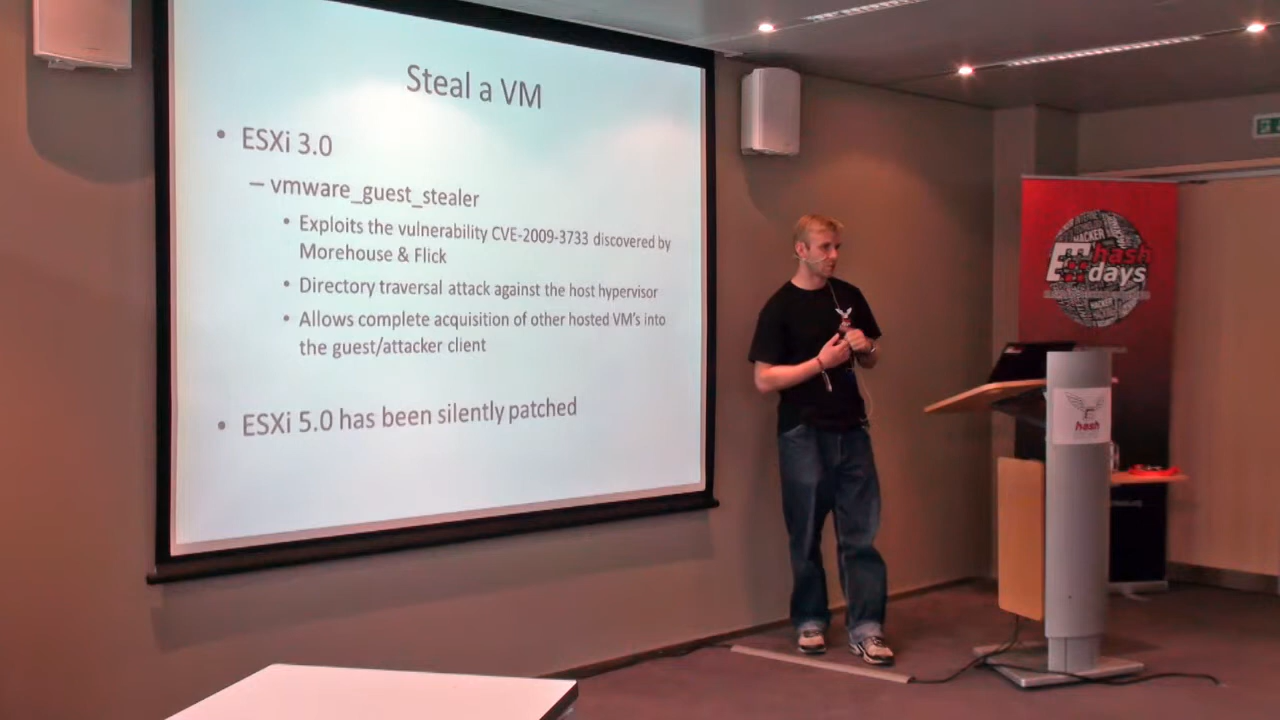 Steal a VM
• ESXi 3.0
– vmware_guest_stealer
• Exploits the vulnerability CVE-2009-3733 discovered by
Morehouse & Flick
• Directory traversal attack against the host hypervisor
• Allows complete acquisition of other hosted VM's into
the guest/attacker client
• ESXi 5.0 has been silently patched
HACKER
hash
days
hash